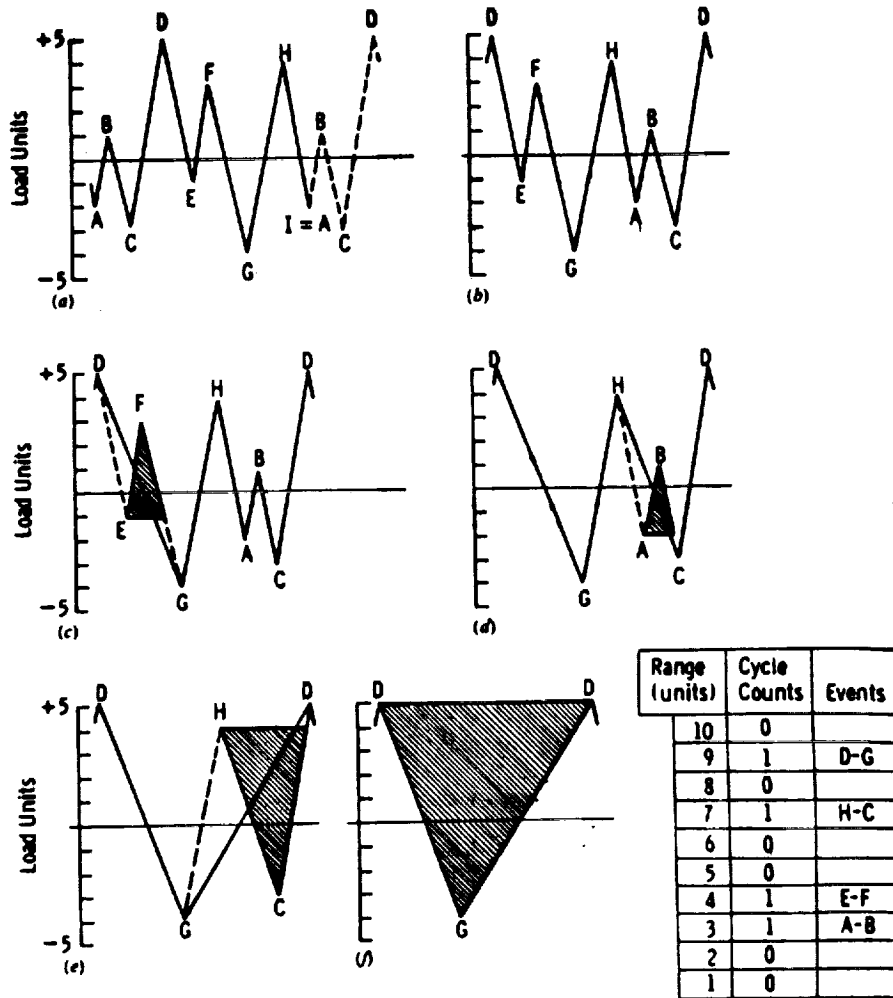 D D D
+5 H +5 H
F F
B B B
Load Units
A E I = A E A
C C C
G G
-5
(a) (b)
+5 D D D D
F H H
B B
Load Units
E A A
G C G C
-5
(c) (d)
D D D D
+5 H
Load Units
C
G G
-5
(e) (S)
Range (units) Cycle Counts Events
10 0
9 1 D-G
8 0
7 1 H-C
6 0
5 0
4 1 E-F
3 1 A-B
2 0
1 0